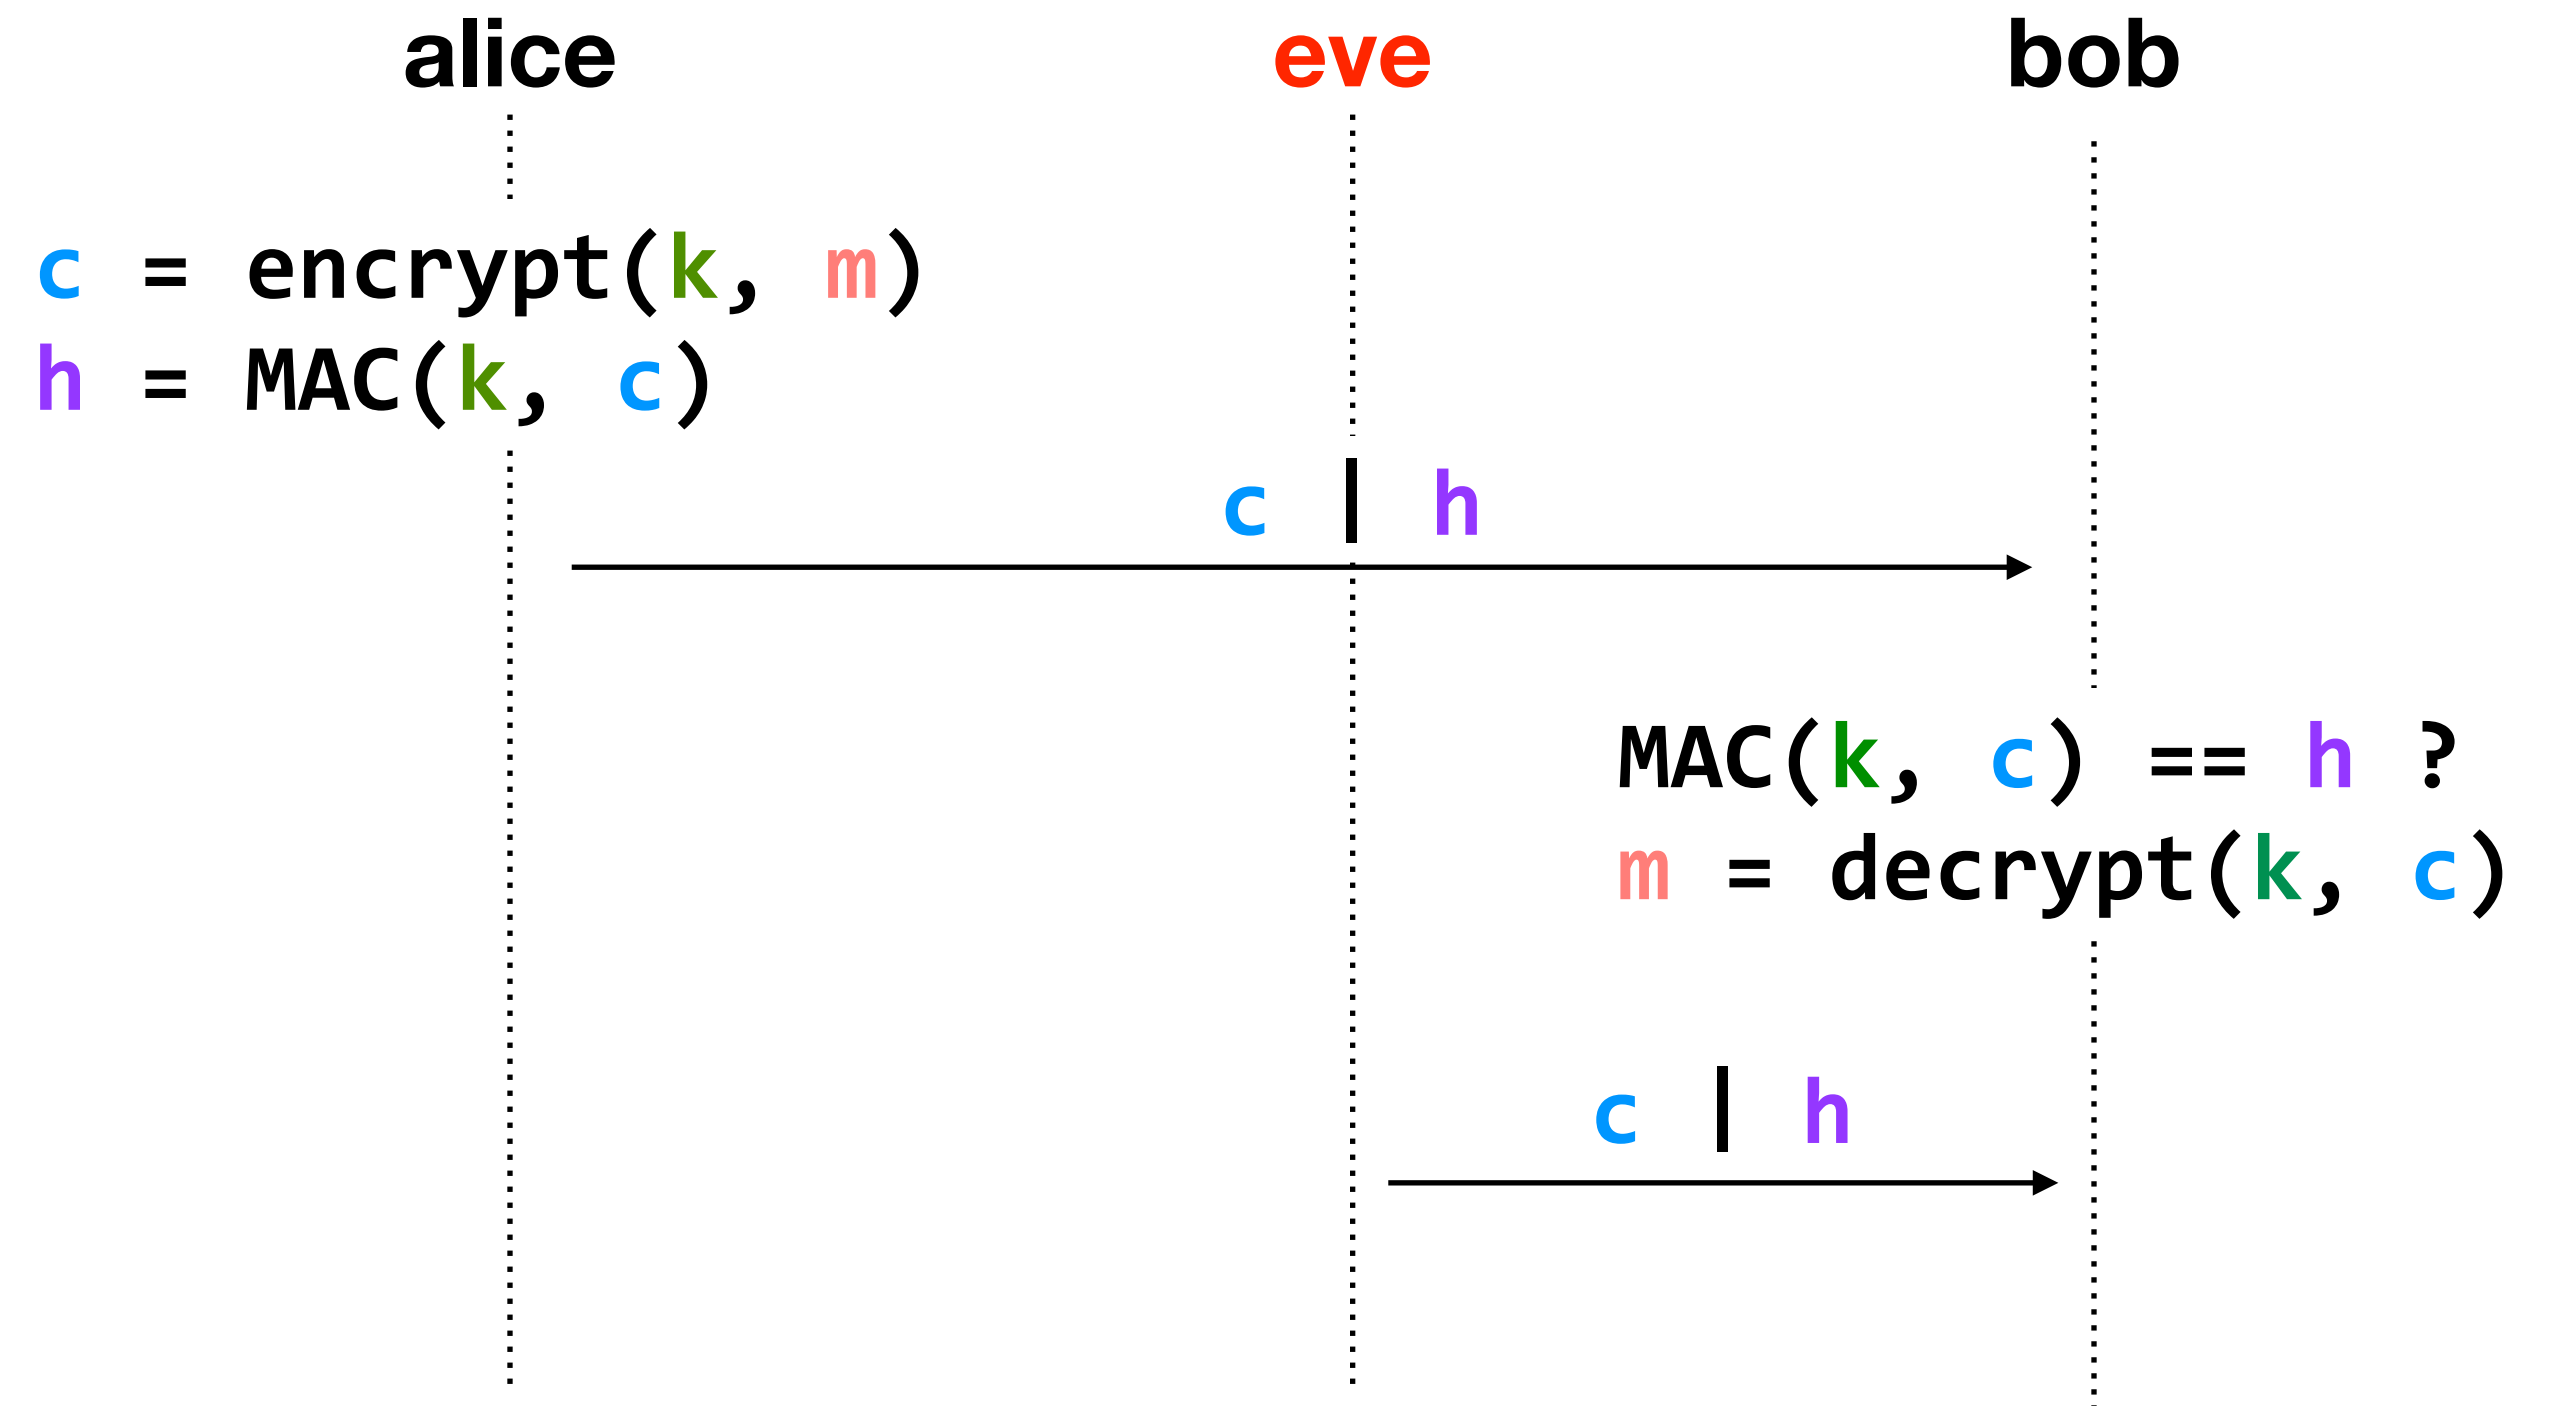 alice eve bob
c = encrypt(k, m)
h = MAC(k, c)
c | h
MAC(k, c) == h ?
m = decrypt(k, c)
c | h